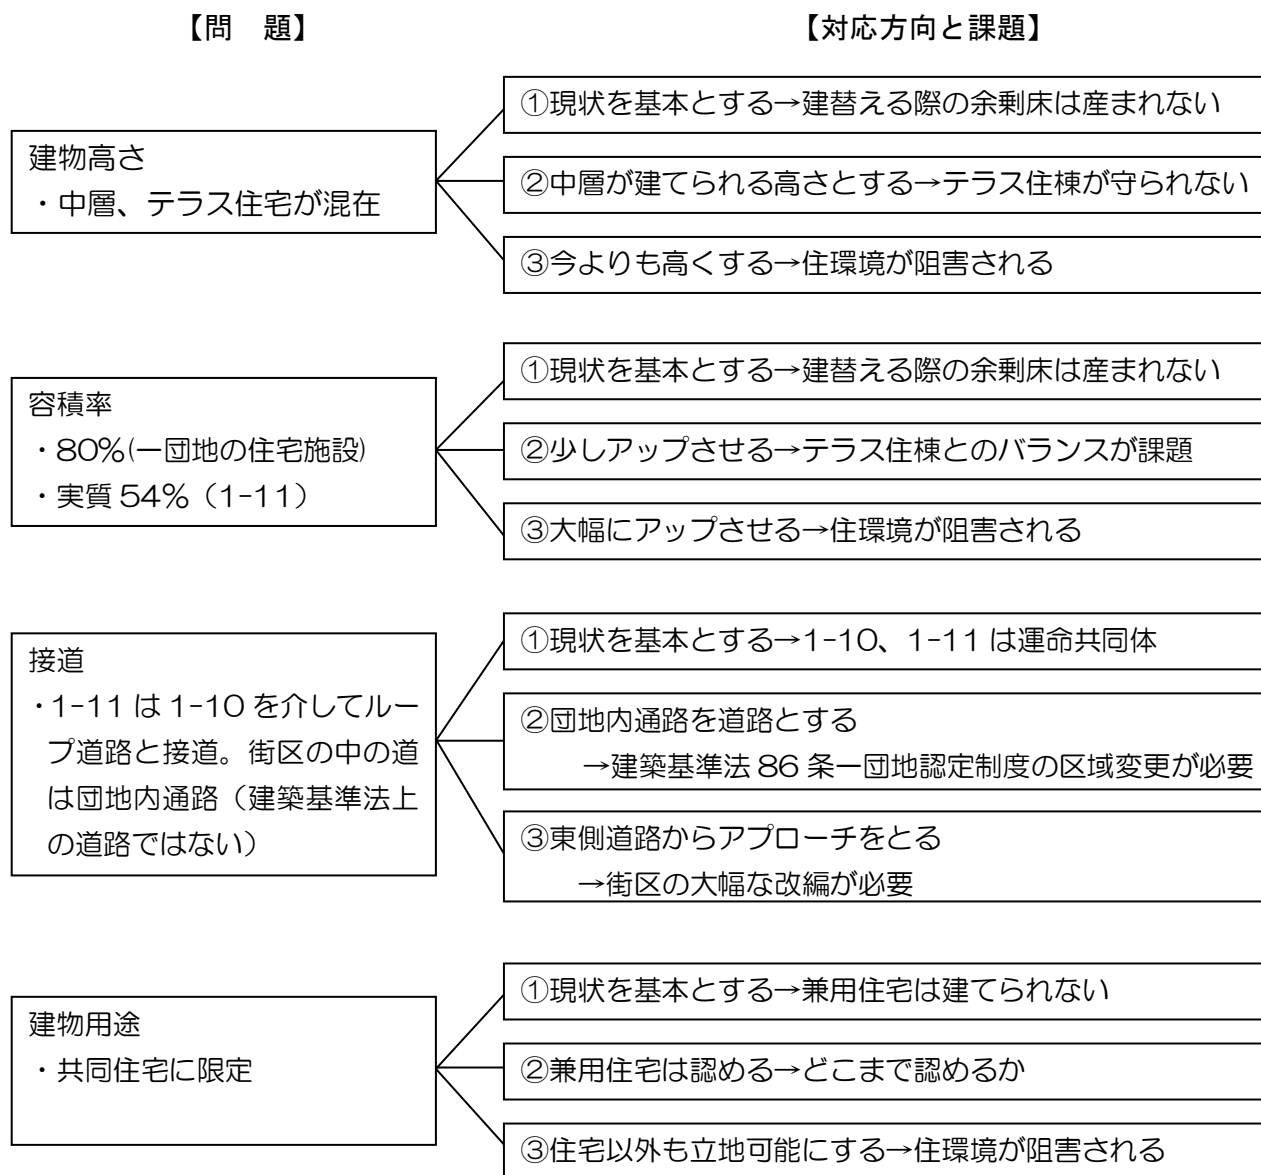 【問　題】
【対応方向と課題】
建物高さ
・中層、テラス住宅が混在
①現状を基本とする→建替える際の余剰床は産まれない
②中層が建てられる高さとする→テラス住棟が守られない
③今よりも高くする→住環境が阻害される
容積率
・80%(一団地の住宅施設)
・実質54%（1-11）
①現状を基本とする→建替える際の余剰床は産まれない
②少しアップさせる→テラス住棟とのバランスが課題
③大幅にアップさせる→住環境が阻害される
接道
・1-11は1-10を介してルー
プ道路と接道。街区の中の道
は団地内通路（建築基準法上
の道路ではない）
①現状を基本とする→1-10、1-11は運命共同体
②団地内通路を道路とする
→建築基準法86条一団地認定制度の区域変更が必要
③東側道路からアプローチをとる
→街区の大幅な改編が必要
建物用途
・共同住宅に限定
①現状を基本とする→兼用住宅は建てられない
②兼用住宅は認める→どこまで認めるか
③住宅以外も立地可能にする→住環境が阻害される